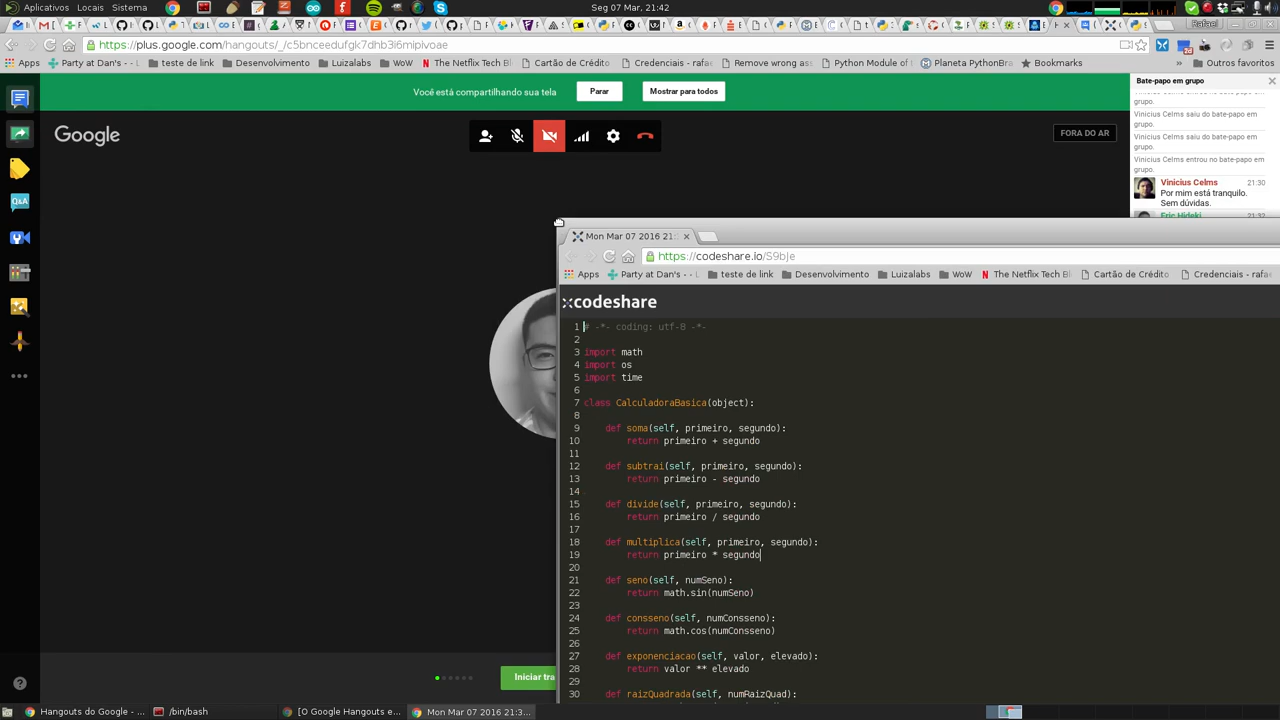 Aplicativos Locais Sistema
Seg 07 Mar, 21:42
Rafael
https://plus.google.com/hangouts/_/c5bnceedufgk7dhb3i6mipivoae
Apps Party at Dan's - - L teste de link Desenvolvimento Luizalabs WoW The Netflix Tech Bl Cartão de Crédito Credenciais - rafae Remove wrong as Python Module of t Planeta PythonBra Bookmarks » Outros favoritos
Você está compartilhando sua tela Parar Mostrar para todos
Bate-papo em grupo
Google
FORA DO AR
grupo.
Vinicius Celms saiu do bate-papo em
grupo.
Vinicius Celms saiu do bate-papo em
grupo.
Vinicius Celms entrou no bate-papo em
grupo.
Vinicius Celms 21:30
Por mim está tranquilo.
Sem dúvidas.
Eric Hideki
Q&A
Mon Mar 07 2016 21:
https://codeshare.io/S9bJe
Apps Party at Dan's - - L teste de link Desenvolvimento Luizalabs WoW The Netflix Tech Bl Cartão de Crédito Credenciais - rafae
codeshare
1 # -*- coding: utf-8 -*-
2
3 import math
4 import os
5 import time
6
7 class CalculadoraBasica(object):
8
9 def soma(self, primeiro, segundo):
10 return primeiro + segundo
11
12 def subtrai(self, primeiro, segundo):
13 return primeiro - segundo
14
15 def divide(self, primeiro, segundo):
16 return primeiro / segundo
17
18 def multiplica(self, primeiro, segundo):
19 return primeiro * segundo
20
21 def seno(self, numSeno):
22 return math.sin(numSeno)
23
24 def consseno(self, numConsseno):
25 return math.cos(numConsseno)
26
27 def exponenciacao(self, valor, elevado):
28 return valor ** elevado
29
30 def raizQuadrada(self, numRaizQuad):
Iniciar tra
Hangouts do Google - ... /bin/bash [O Google Hangouts e... Mon Mar 07 2016 21:3...